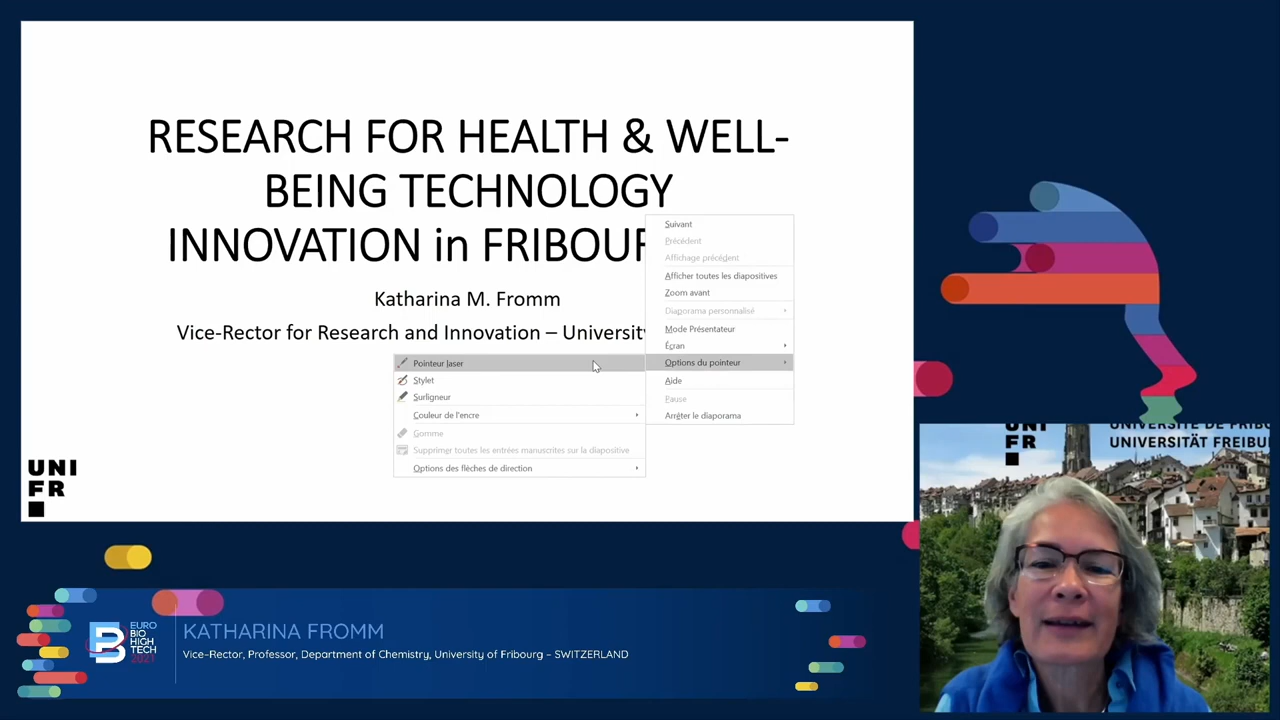 RESEARCH FOR HEALTH & WELL-
BEING TECHNOLOGY
INNOVATION in FRIBOUR
Katharina M. Fromm
Vice-Rector for Research and Innovation – University
Suivant
Précédent
Affichage précédent
Afficher toutes les diapositives
Zoom avant
Diaporama personnalisé
Mode Présentateur
Écran
Options du pointeur
Aide
Pause
Arrêter le diaporama
Pointeur laser
Stylet
Surligneur
Couleur de l'encre
Gomme
Supprimer toutes les entrées manuscrites sur la diapositive
Options des flèches de direction
UNI
FR
UNI
FR
UNIVERSITÉ DE FRIBOU
UNIVERSITÄT FREIBU
EURO
BIO
HIGH
TECH
2021
KATHARINA FROMM
Vice-Rector, Professor, Department of Chemistry, University of Fribourg – SWITZERLAND